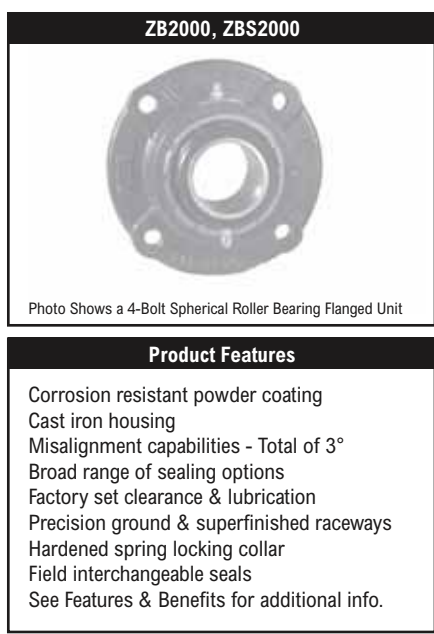 ZB2000, ZBS2000
Photo Shows a 4-Bolt Spherical Roller Bearing Flanged Unit
Product Features
Corrosion resistant powder coating
Cast iron housing
Misalignment capabilities - Total of 3°
Broad range of sealing options
Factory set clearance & lubrication
Precision ground & superfinished raceways
Hardened spring locking collar
Field interchangeable seals
See Features & Benefits for additional info.